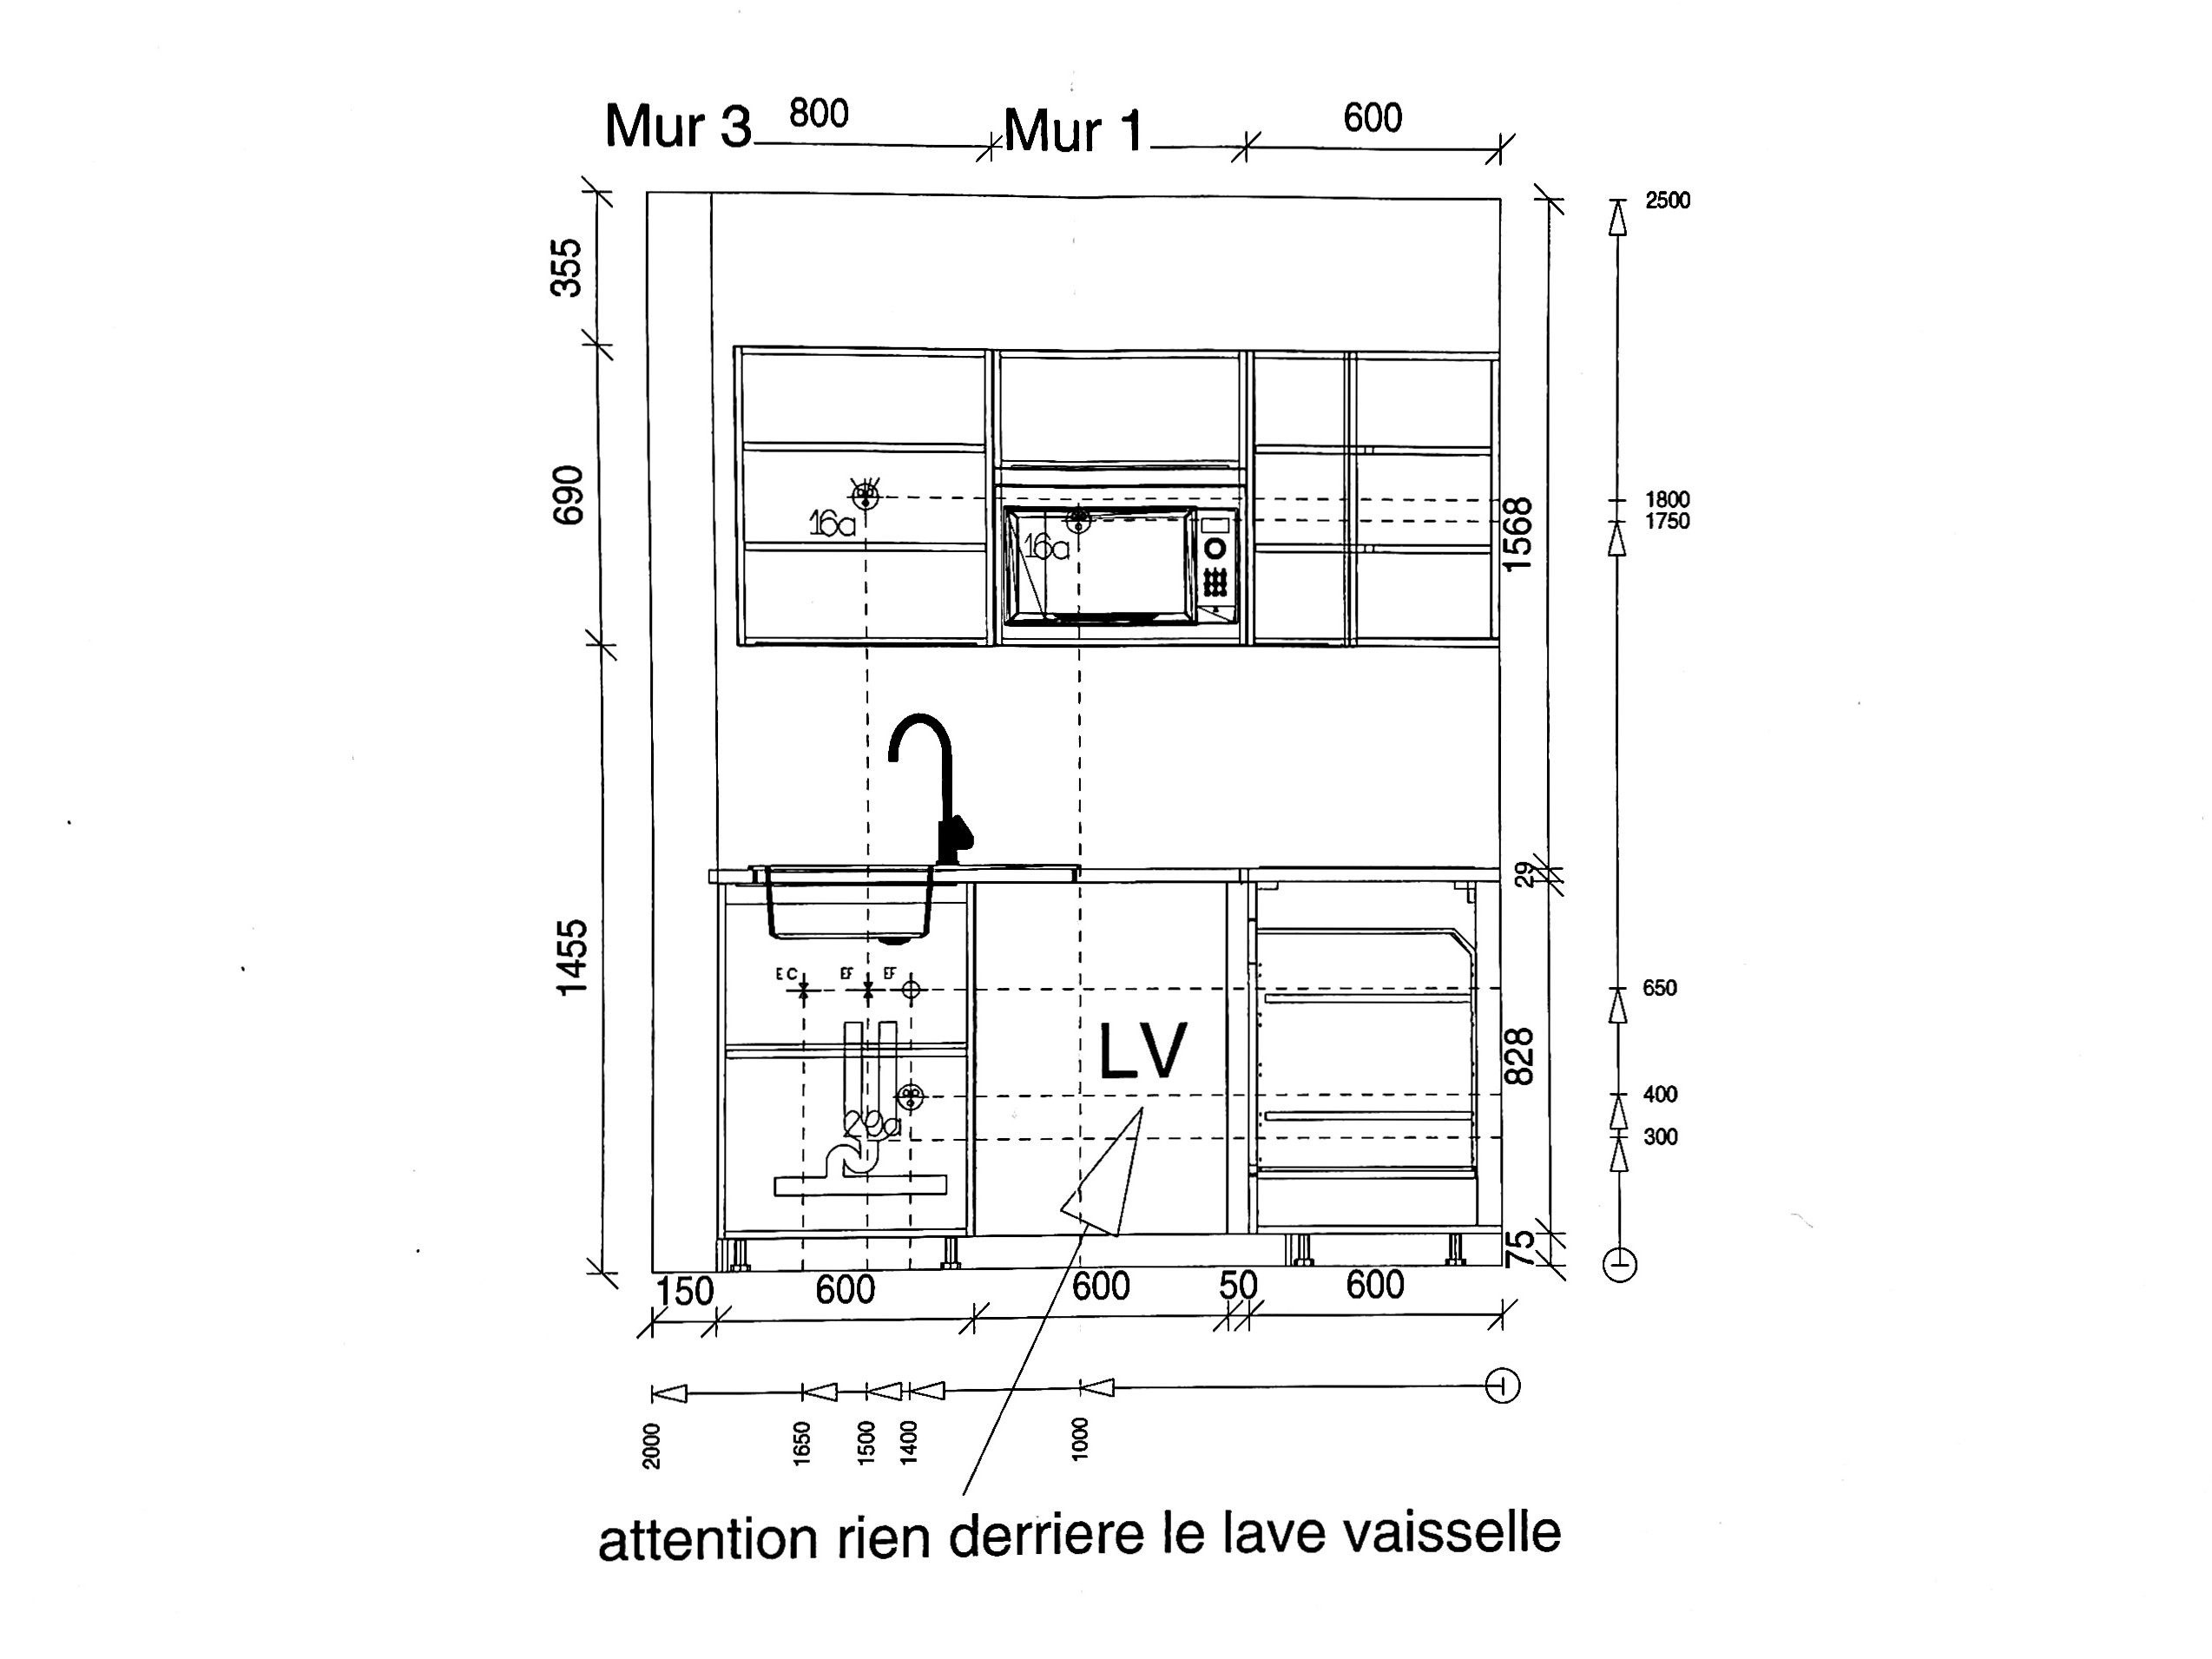 Mur 3 800 Mur 1 600
355
2500
690
1800
1750
1568
16a
16a
29
1455
E C EF EF
650
LV
828
400
20a
300
75
150 600 600 50 600
2000 1650 1500 1400 1000
attention rien derriere le lave vaisselle